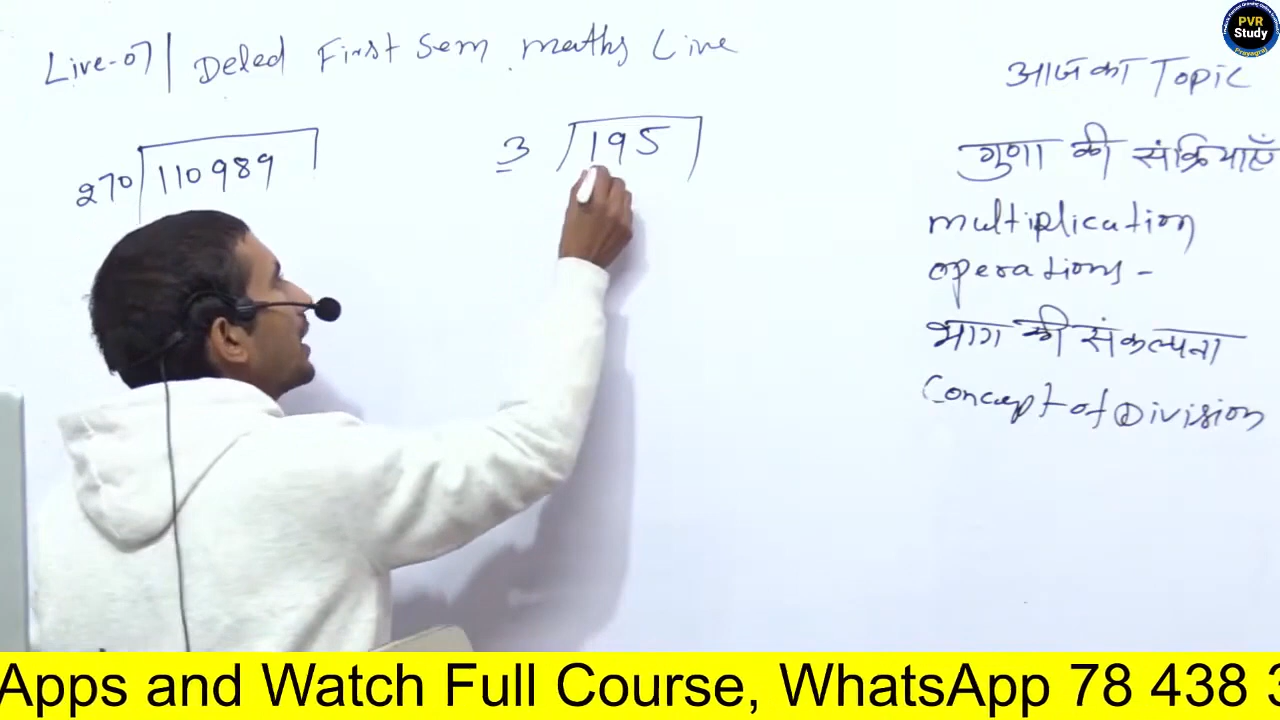 Live-07 | Deled First Sem maths Live
270 110989
3 195
आज का Topic
गुणा की संक्रियाएँ
multiplication
operations -
भाग की संकल्पना
Concept of Division
PVR
Study
Prayagraj
Apps and Watch Full Course, WhatsApp 78 438 3